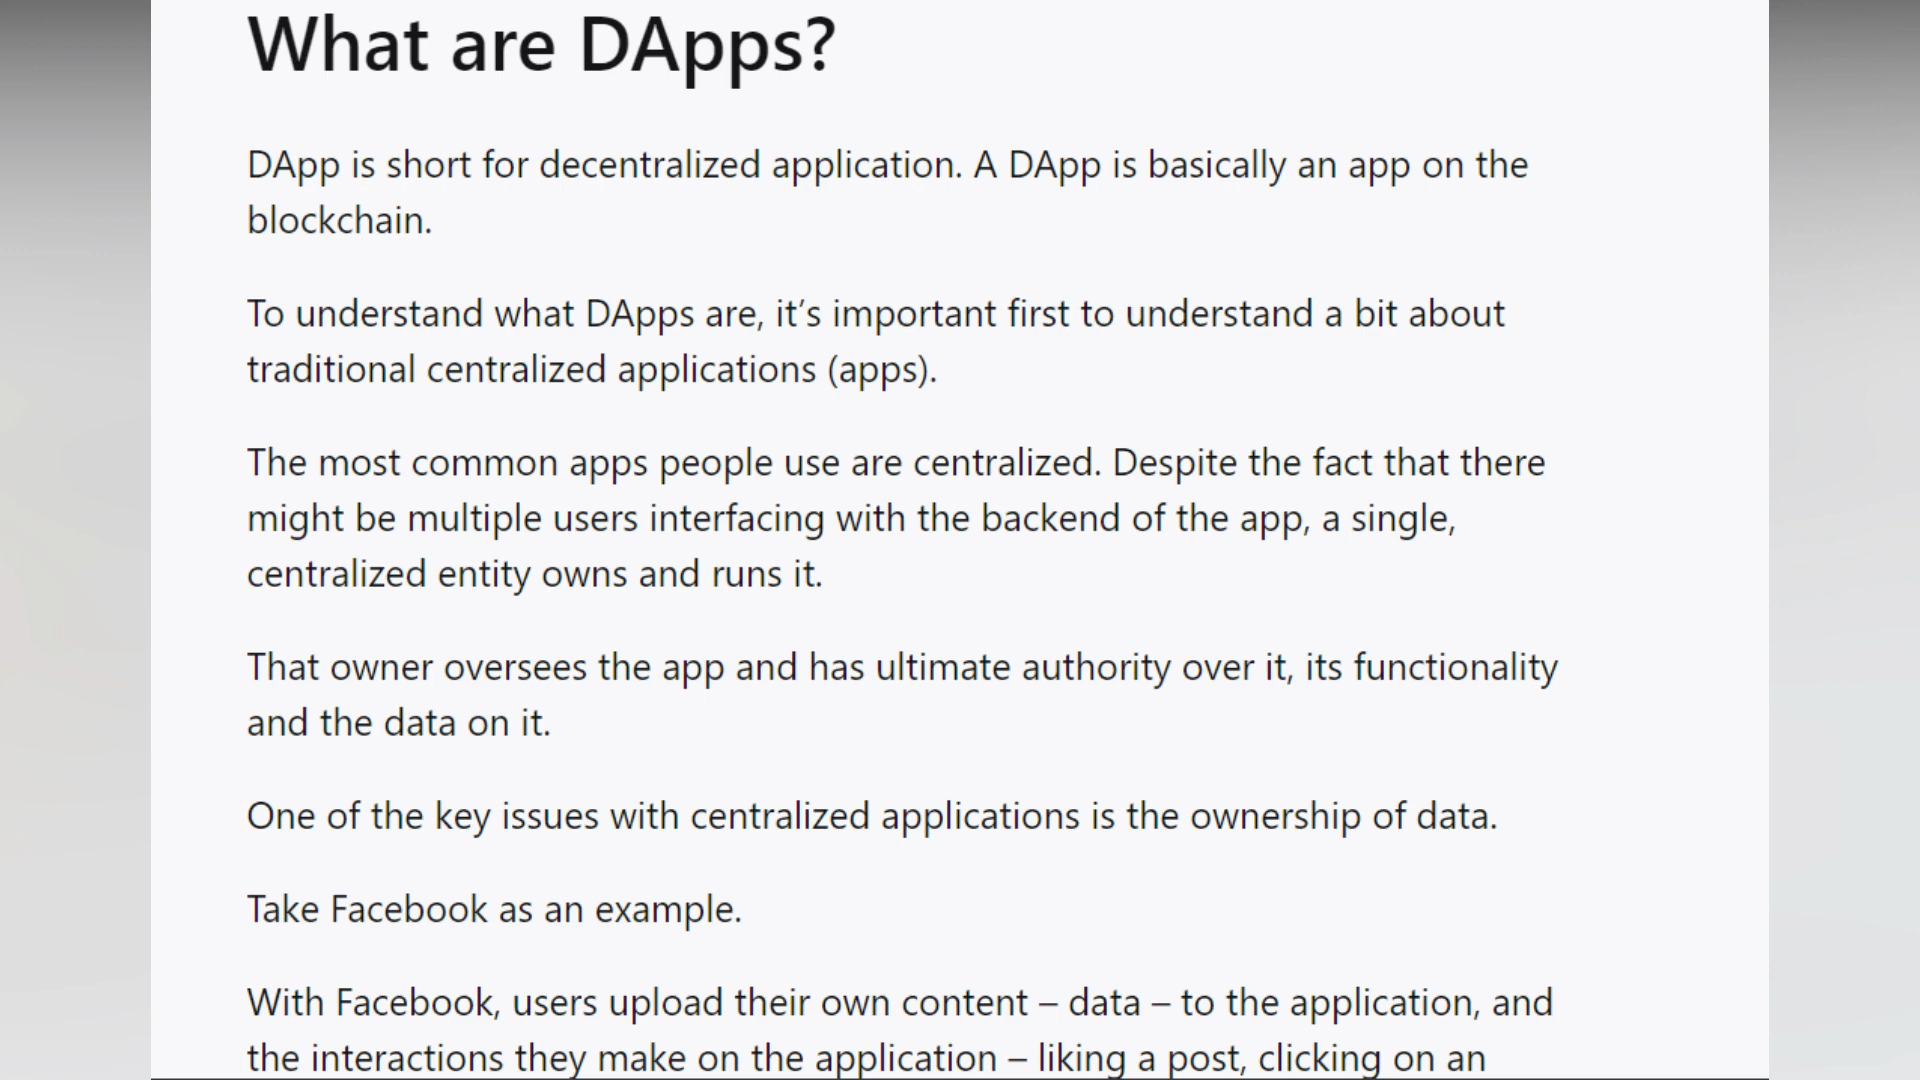 What are DApps?
DApp is short for decentralized application. A DApp is basically an app on the
blockchain.
To understand what DApps are, it’s important first to understand a bit about
traditional centralized applications (apps).
The most common apps people use are centralized. Despite the fact that there
might be multiple users interfacing with the backend of the app, a single,
centralized entity owns and runs it.
That owner oversees the app and has ultimate authority over it, its functionality
and the data on it.
One of the key issues with centralized applications is the ownership of data.
Take Facebook as an example.
With Facebook, users upload their own content – data – to the application, and
the interactions they make on the application – liking a post, clicking on an